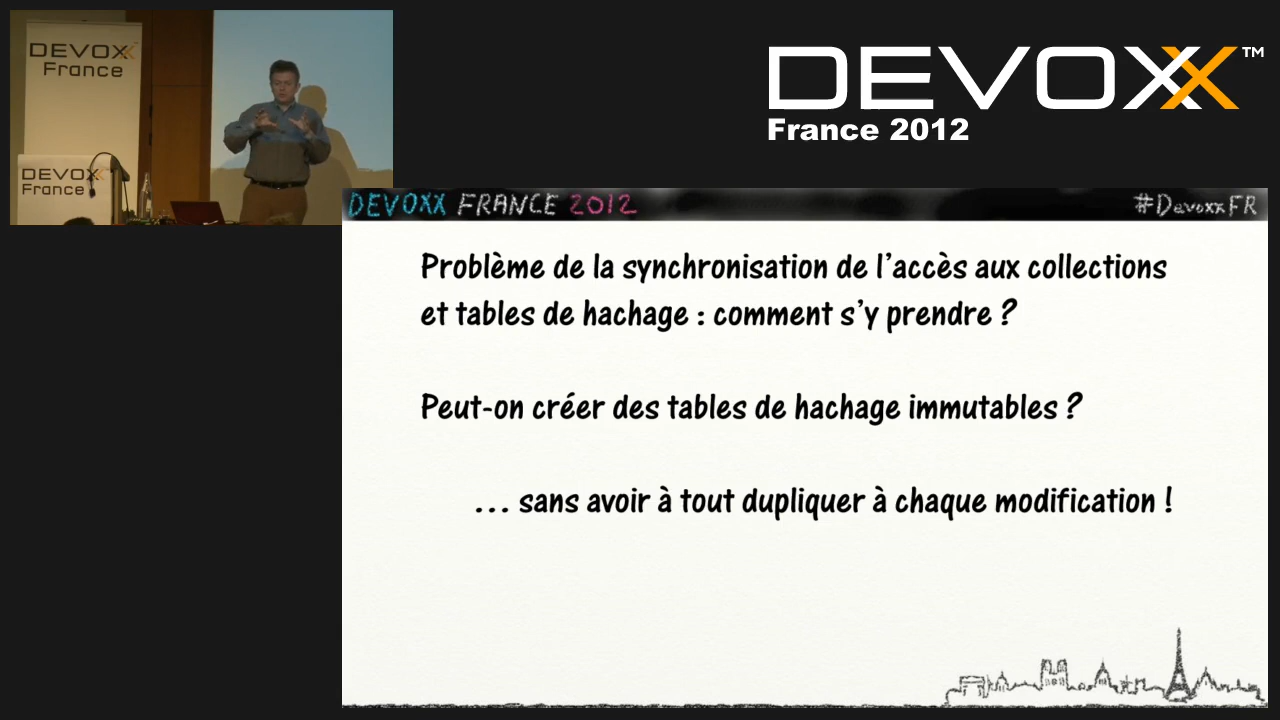 DEVOXX
France
DEVOXX
France
DEVOXX™
France 2012
DEVOXX FRANCE 2012
#DevoxxFR
Problème de la synchronisation de l'accès aux collections
et tables de hachage : comment s'y prendre ?
Peut-on créer des tables de hachage immutables ?
... sans avoir à tout dupliquer à chaque modification !